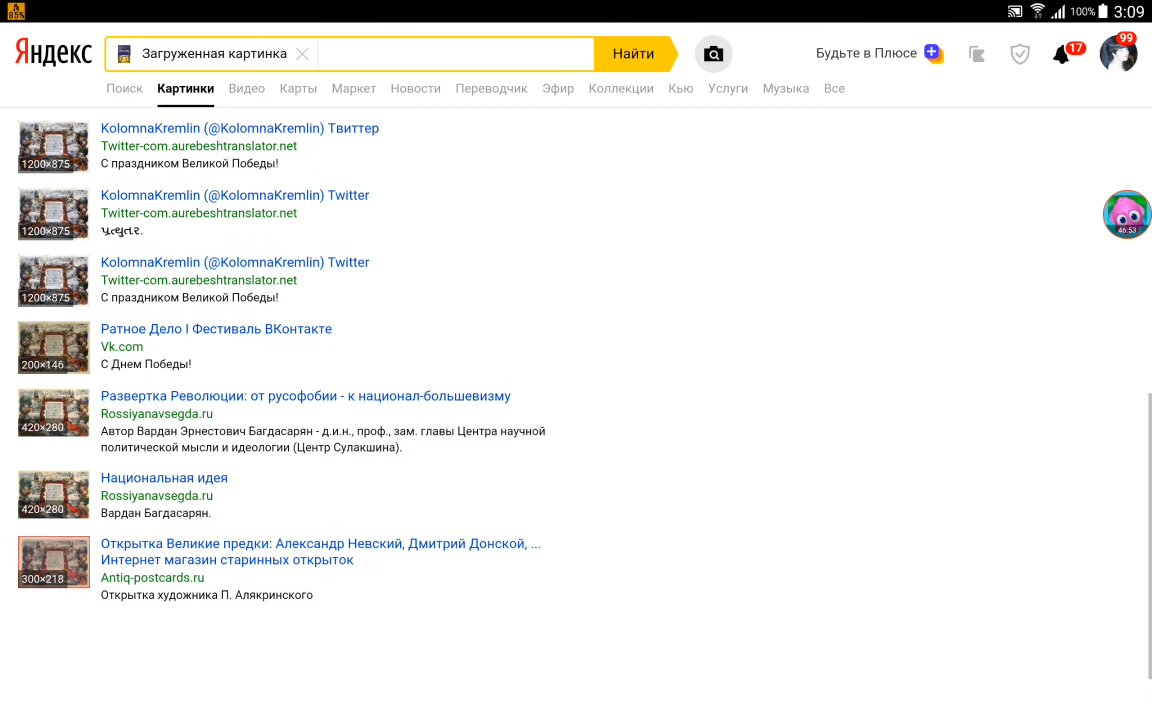 85%
100%
3:09
Яндекс
Загруженная картинка
Найти
Будьте в Плюсе
17
99
Поиск Картинки Видео Карты Маркет Новости Переводчик Эфир Коллекции Кью Услуги Музыка Все
KolomnaKremlin (@KolomnaKremlin) Твиттер
Twitter-com.aurebeshtranslator.net
1200×875
С праздником Великой Победы!
KolomnaKremlin (@KolomnaKremlin) Twitter
Twitter-com.aurebeshtranslator.net
1200×875
પ્રત્યુતર.
46:53
KolomnaKremlin (@KolomnaKremlin) Twitter
Twitter-com.aurebeshtranslator.net
1200×875
С праздником Великой Победы!
Ратное Дело I Фестиваль ВКонтакте
Vk.com
200×146
С Днем Победы!
Развертка Революции: от русофобии - к национал-большевизму
Rossiyanavsegda.ru
420×280
Автор Вардан Эрнестович Багдасарян - д.и.н., проф., зам. главы Центра научной
политической мысли и идеологии (Центр Сулакшина).
Национальная идея
Rossiyanavsegda.ru
420×280
Вардан Багдасарян.
Открытка Великие предки: Александр Невский, Дмитрий Донской, ...
Интернет магазин старинных открыток
300×218
Antiq-postcards.ru
Открытка художника П. Алякринского